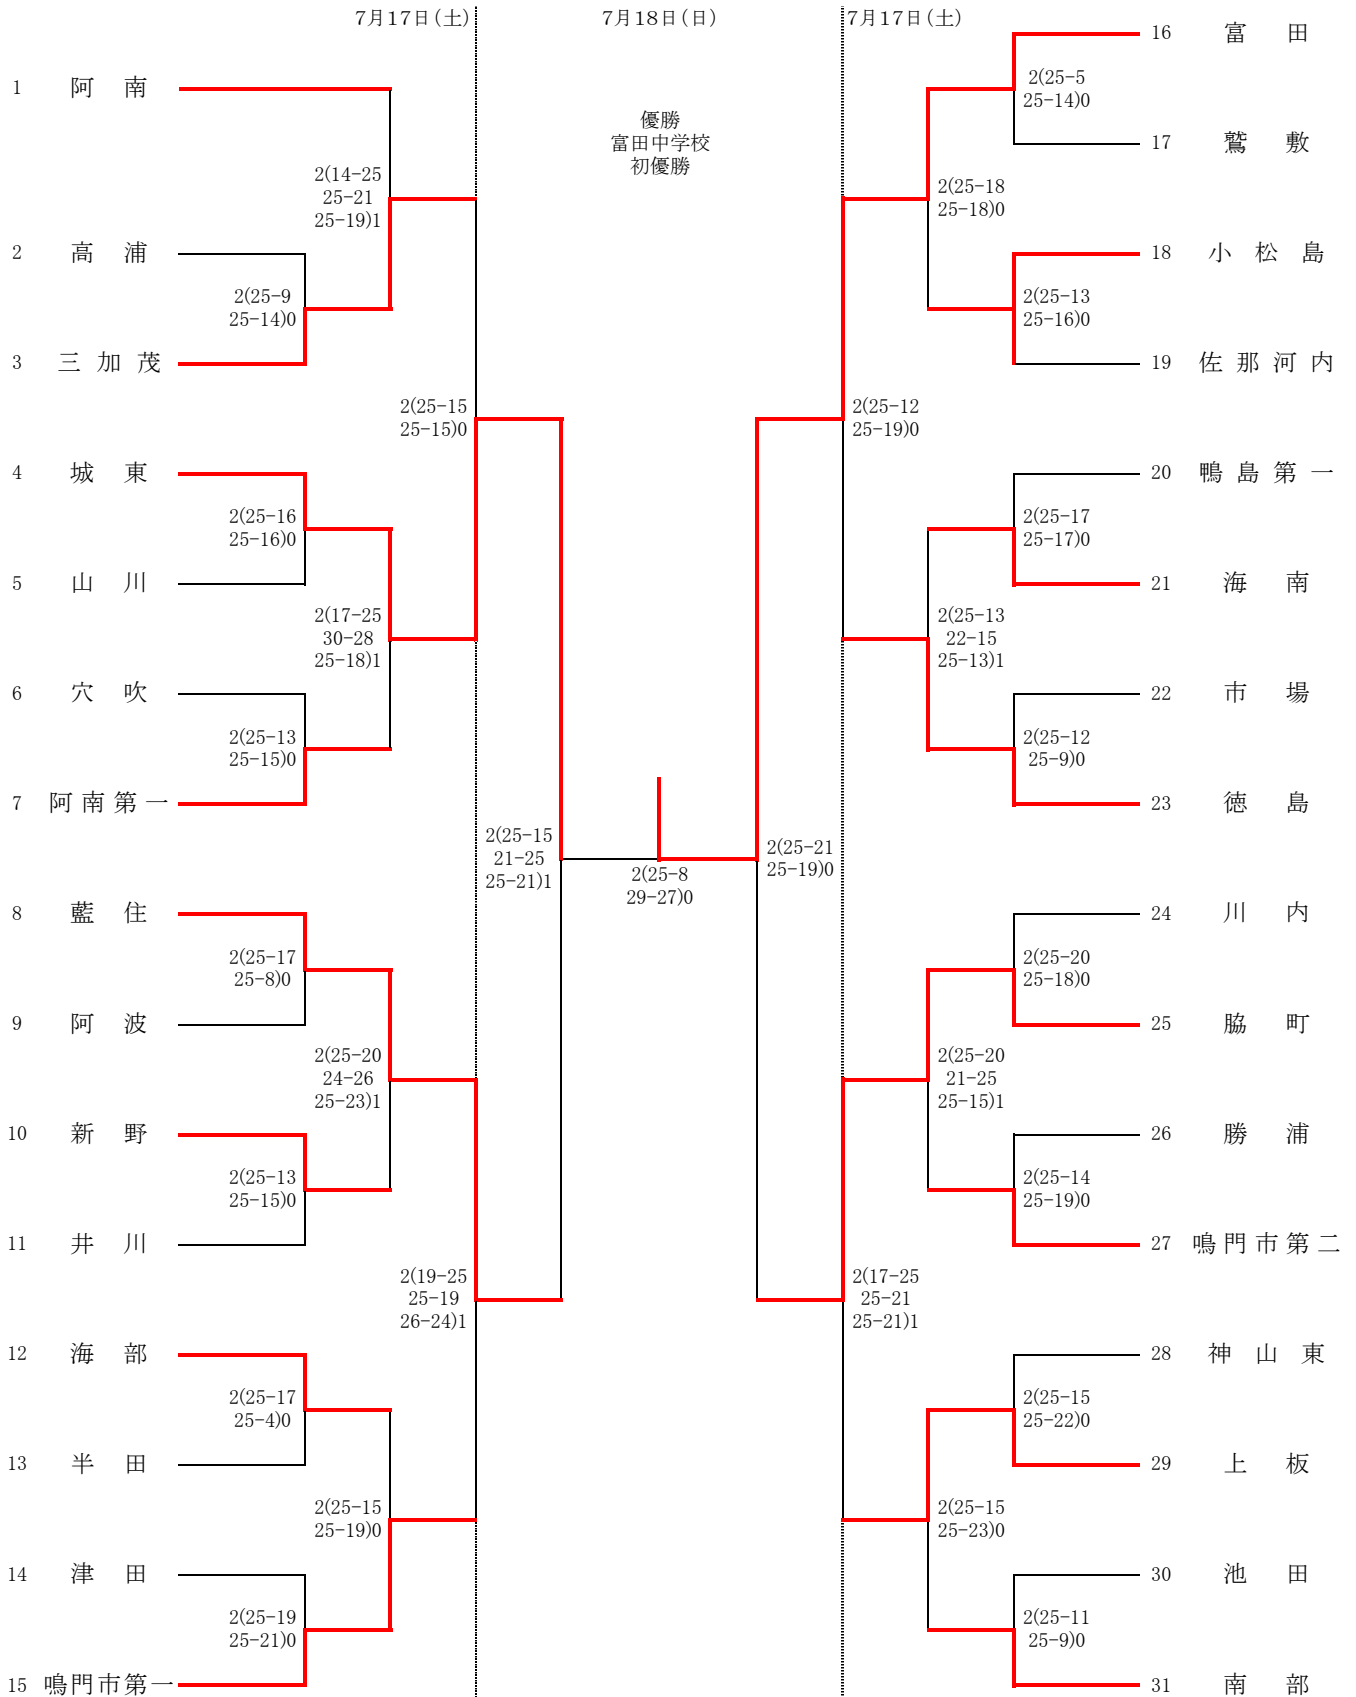 7月17日(土)
7月18日(日)
7月17日(土)
優勝
富田中学校
初優勝
1 阿南
2(14-25
25-21
25-19)1
2 高浦
2(25-9
25-14)0
3 三加茂
2(25-15
25-15)0
4 城東
2(25-16
25-16)0
5 山川
2(17-25
30-28
25-18)1
6 穴吹
2(25-13
25-15)0
7 阿南第一
2(25-15
21-25
25-21)1
8 藍住
2(25-17
25-8)0
9 阿波
2(25-20
24-26
25-23)1
10 新野
2(25-13
25-15)0
11 井川
2(19-25
25-19
26-24)1
12 海部
2(25-17
25-4)0
13 半田
2(25-15
25-19)0
14 津田
2(25-19
25-21)0
15 鳴門市第一
2(25-8
29-27)0
16 富田
2(25-5
25-14)0
17 鷲敷
2(25-18
25-18)0
18 小松島
2(25-13
25-16)0
19 佐那河内
2(25-12
25-19)0
20 鴨島第一
2(25-17
25-17)0
21 海南
2(25-13
22-15
25-13)1
22 市場
2(25-12
25-9)0
23 徳島
2(25-21
25-19)0
24 川内
2(25-20
25-18)0
25 脇町
2(25-20
21-25
25-15)1
26 勝浦
2(25-14
25-19)0
27 鳴門市第二
2(17-25
25-21
25-21)1
28 神山東
2(25-15
25-22)0
29 上板
2(25-15
25-23)0
30 池田
2(25-11
25-9)0
31 南部